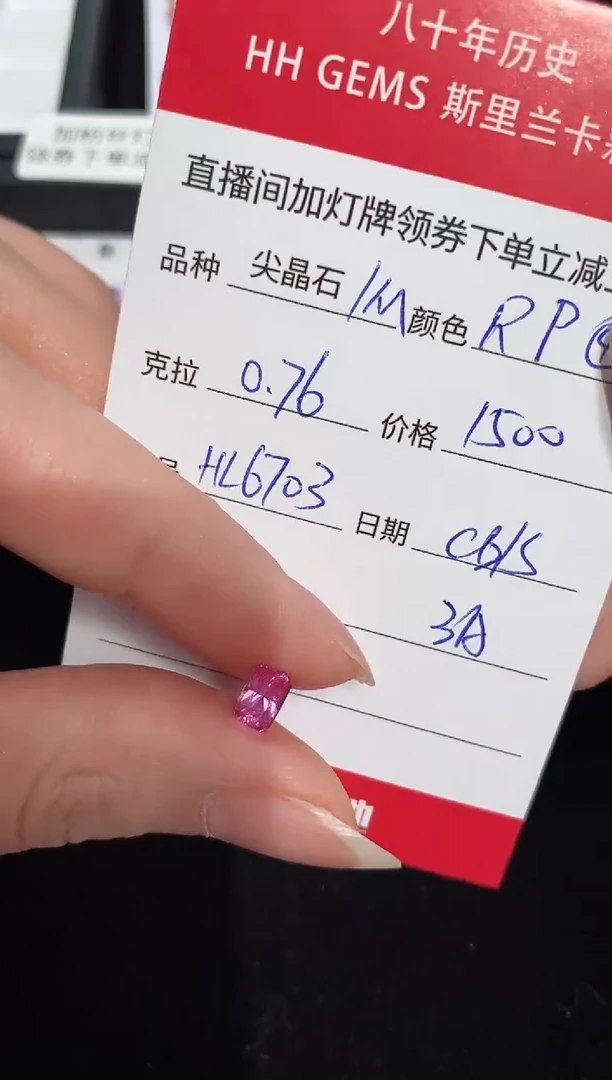 八十年历史
HH GEMS 斯里兰卡
直播间加灯牌领券下单立减
品种 尖晶石 1M 颜色 RP
克拉 0.76 价格 1500
HL6703 日期
3A